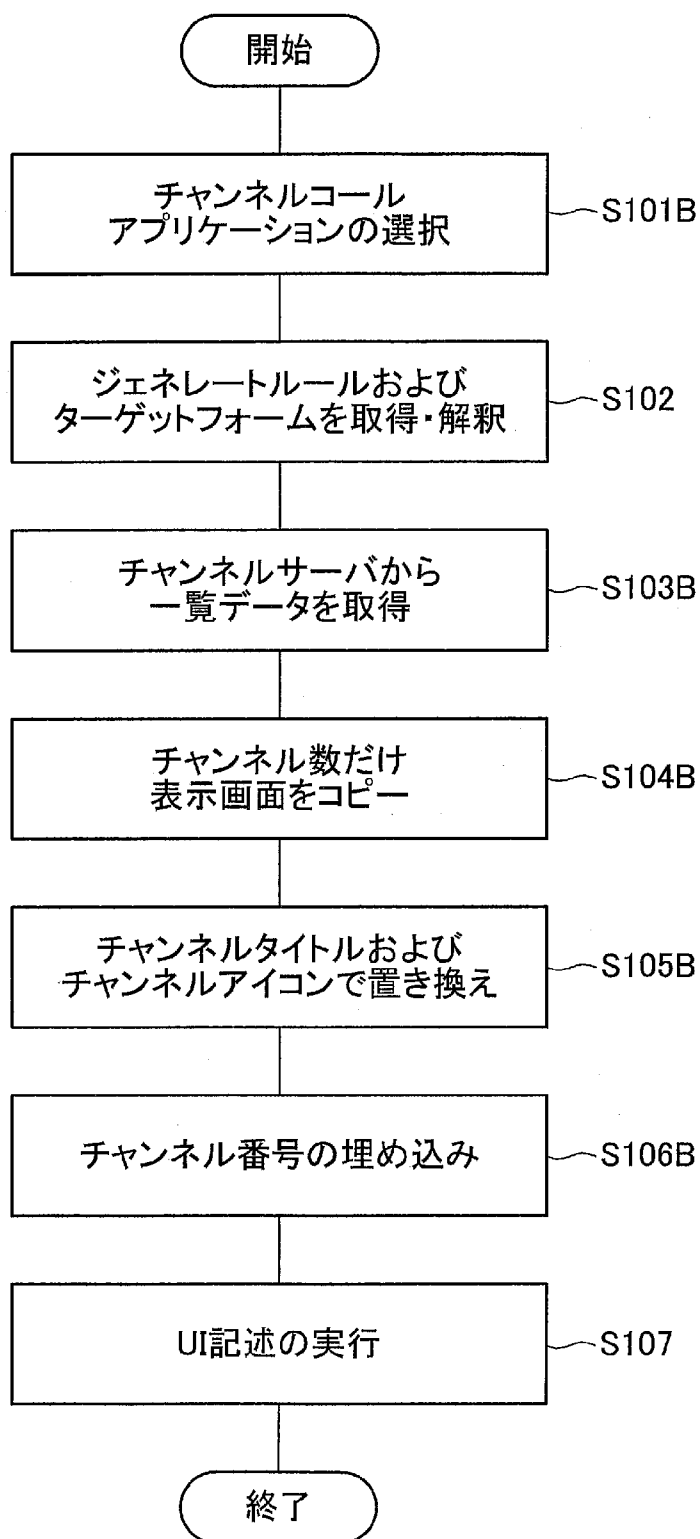 開始
チャンネルコール
アプリケーションの選択
S101B
ジェネレートルールおよび
ターゲットフォームを取得・解釈
S102
チャンネルサーバから
一覧データを取得
S103B
チャンネル数だけ
表示画面をコピー
S104B
チャンネルタイトルおよび
チャンネルアイコンで置き換え
S105B
チャンネル番号の埋め込み
S106B
UI記述の実行
S107
終了